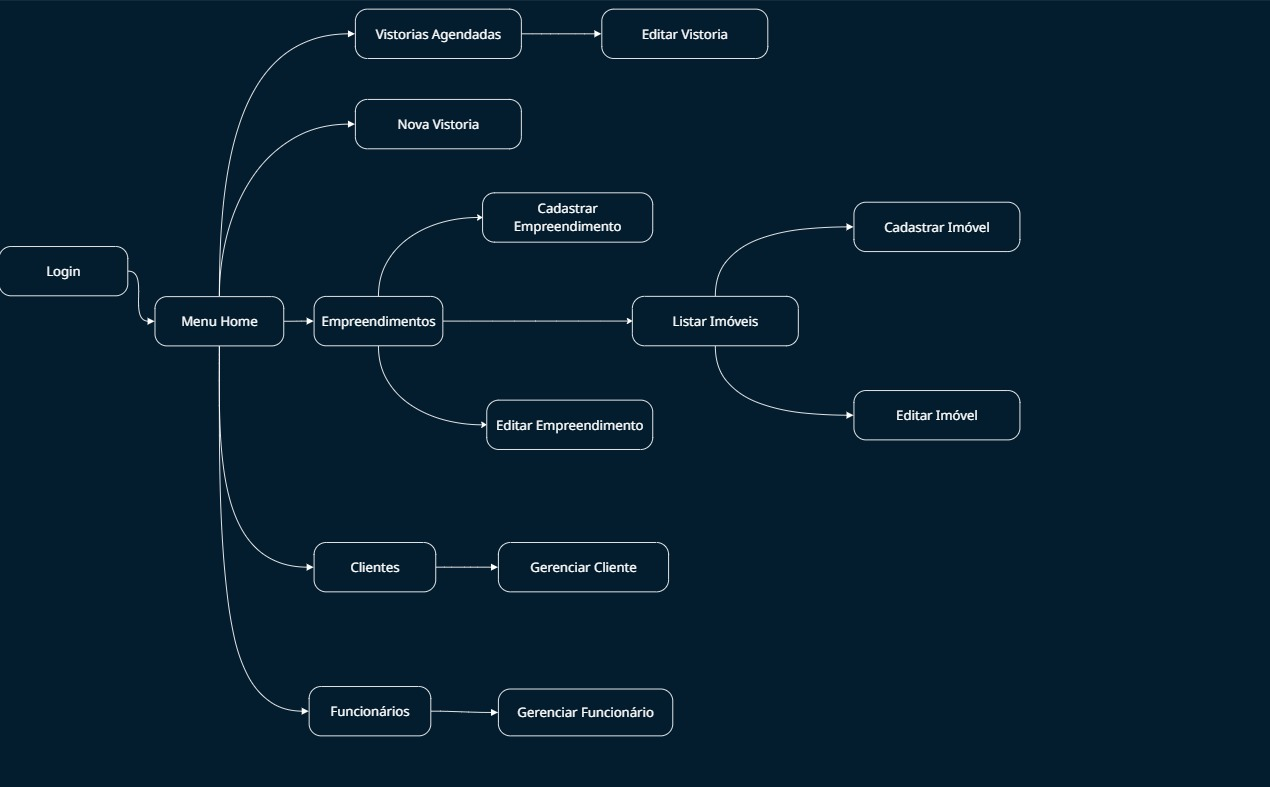 Vistorias Agendadas
Editar Vistoria
Nova Vistoria
Cadastrar
Empreendimento
Cadastrar Imóvel
Login
Menu Home
Empreendimentos
Listar Imóveis
Editar Imóvel
Editar Empreendimento
Clientes
Gerenciar Cliente
Funcionários
Gerenciar Funcionário